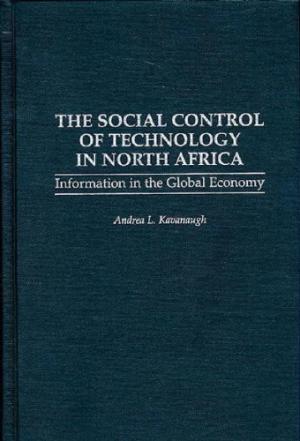 THE SOCIAL CONTROL
OF TECHNOLOGY
IN NORTH AFRICA
Information in the Global Economy
Andrea L. Kavanaugh